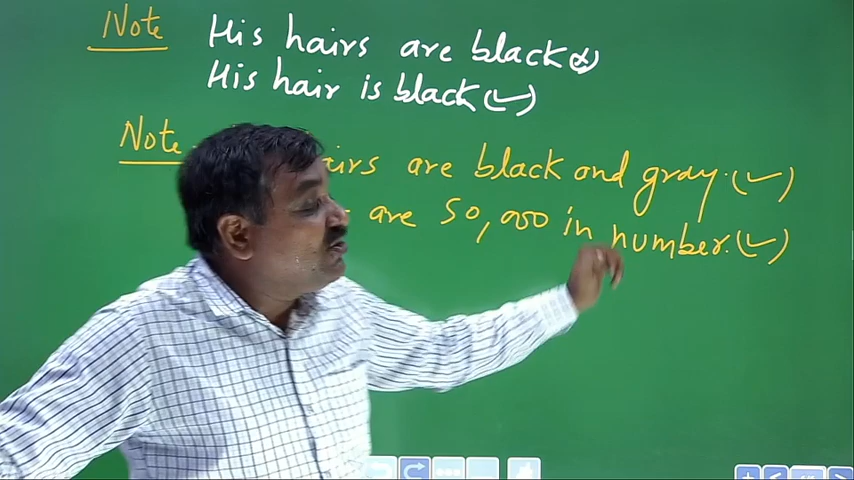 Note His hairs are black (×)
His hair is black (✓)
Note airs are black and gray. (✓)
are 50,000 in number. (✓)